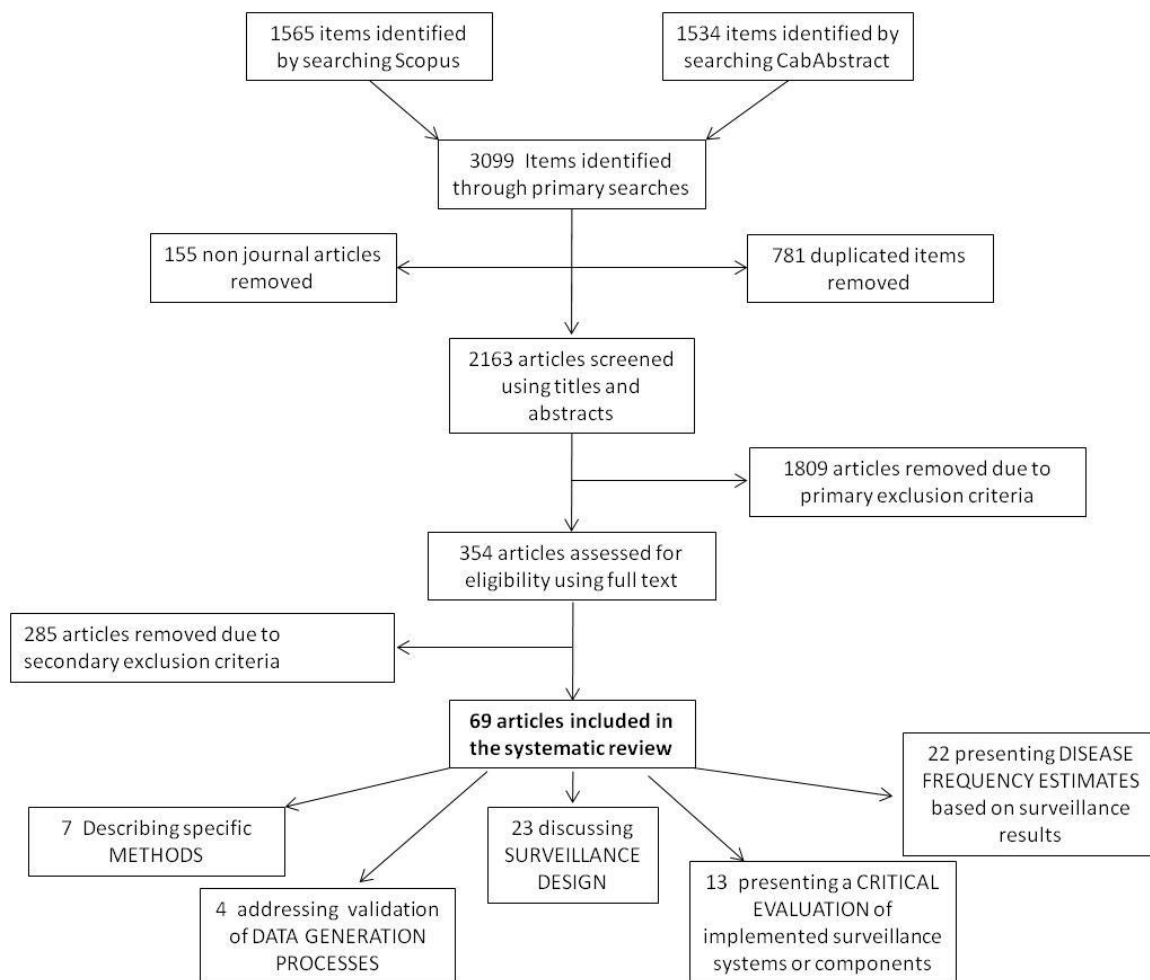 1565 items identified
by searching Scopus
1534 items identified by
searching CabAbstract
3099 Items identified
through primary searches
155 non journal articles
removed
781 duplicated items
removed
2163 articles screened
using titles and
abstracts
1809 articles removed due to
primary exclusion criteria
354 articles assessed for
eligibility using full text
285 articles removed due to
secondary exclusion criteria
69 articles included in
the systematic review
7 Describing specific
METHODS
4 addressing validation
of DATA GENERATION
PROCESSES
23 discussing
SURVEILLANCE
DESIGN
13 presenting a CRITICAL
EVALUATION of
implemented surveillance
systems or components
22 presenting DISEASE
FREQUENCY ESTIMATES
based on surveillance
results